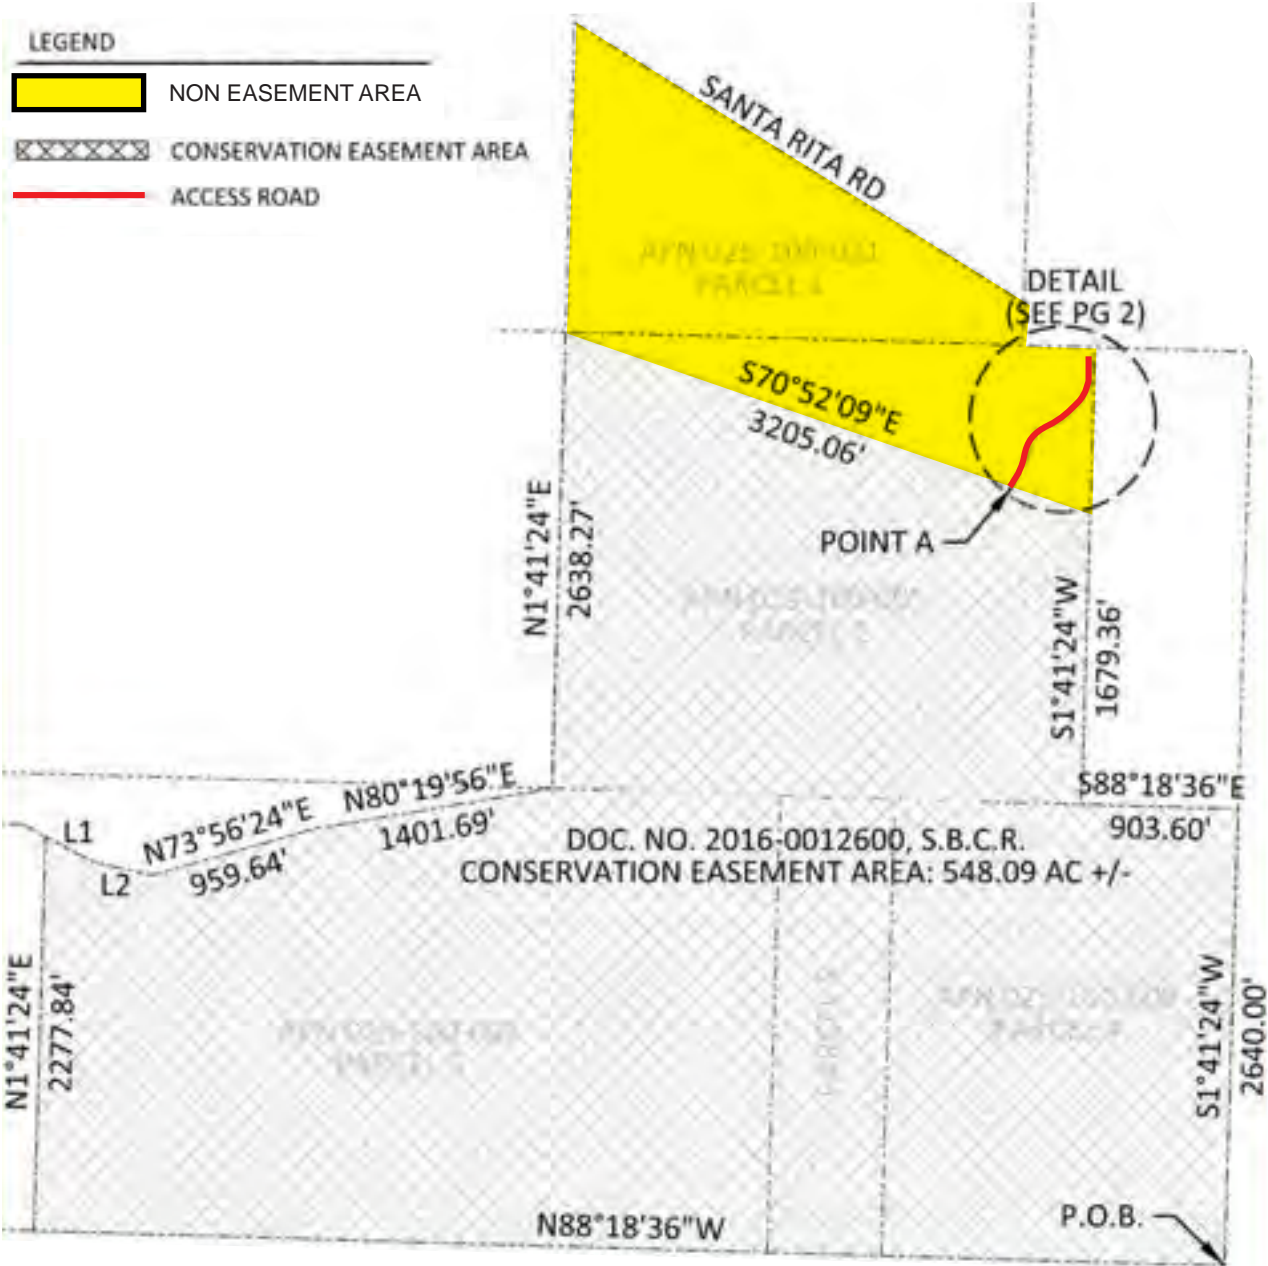 LEGEND
NON EASEMENT AREA
CONSERVATION EASEMENT AREA
ACCESS ROAD
SANTA RITA RD
DETAIL
(SEE PG 2)
S70°52'09"E
3205.06'
POINT A
N1°41'24"E
2638.27'
S1°41'24"W
1679.36'
S88°18'36"E
903.60'
L1
L2
N73°56'24"E
959.64'
N80°19'56"E
1401.69'
DOC. NO. 2016-0012600, S.B.C.R.
CONSERVATION EASEMENT AREA: 548.09 AC +/-
N1°41'24"E
2277.84'
S1°41'24"W
2640.00'
N88°18'36"W
P.O.B.